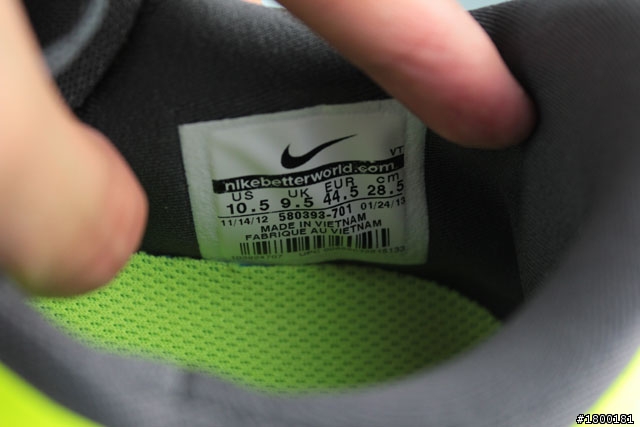 VT
nikebetterworld.com
US UK EUR cm
10.5 9.5 44.5 28.5
11/14/12 580393-701 01/24/13
MADE IN VIETNAM
FABRIQUE AU VIETNAM
#1800181